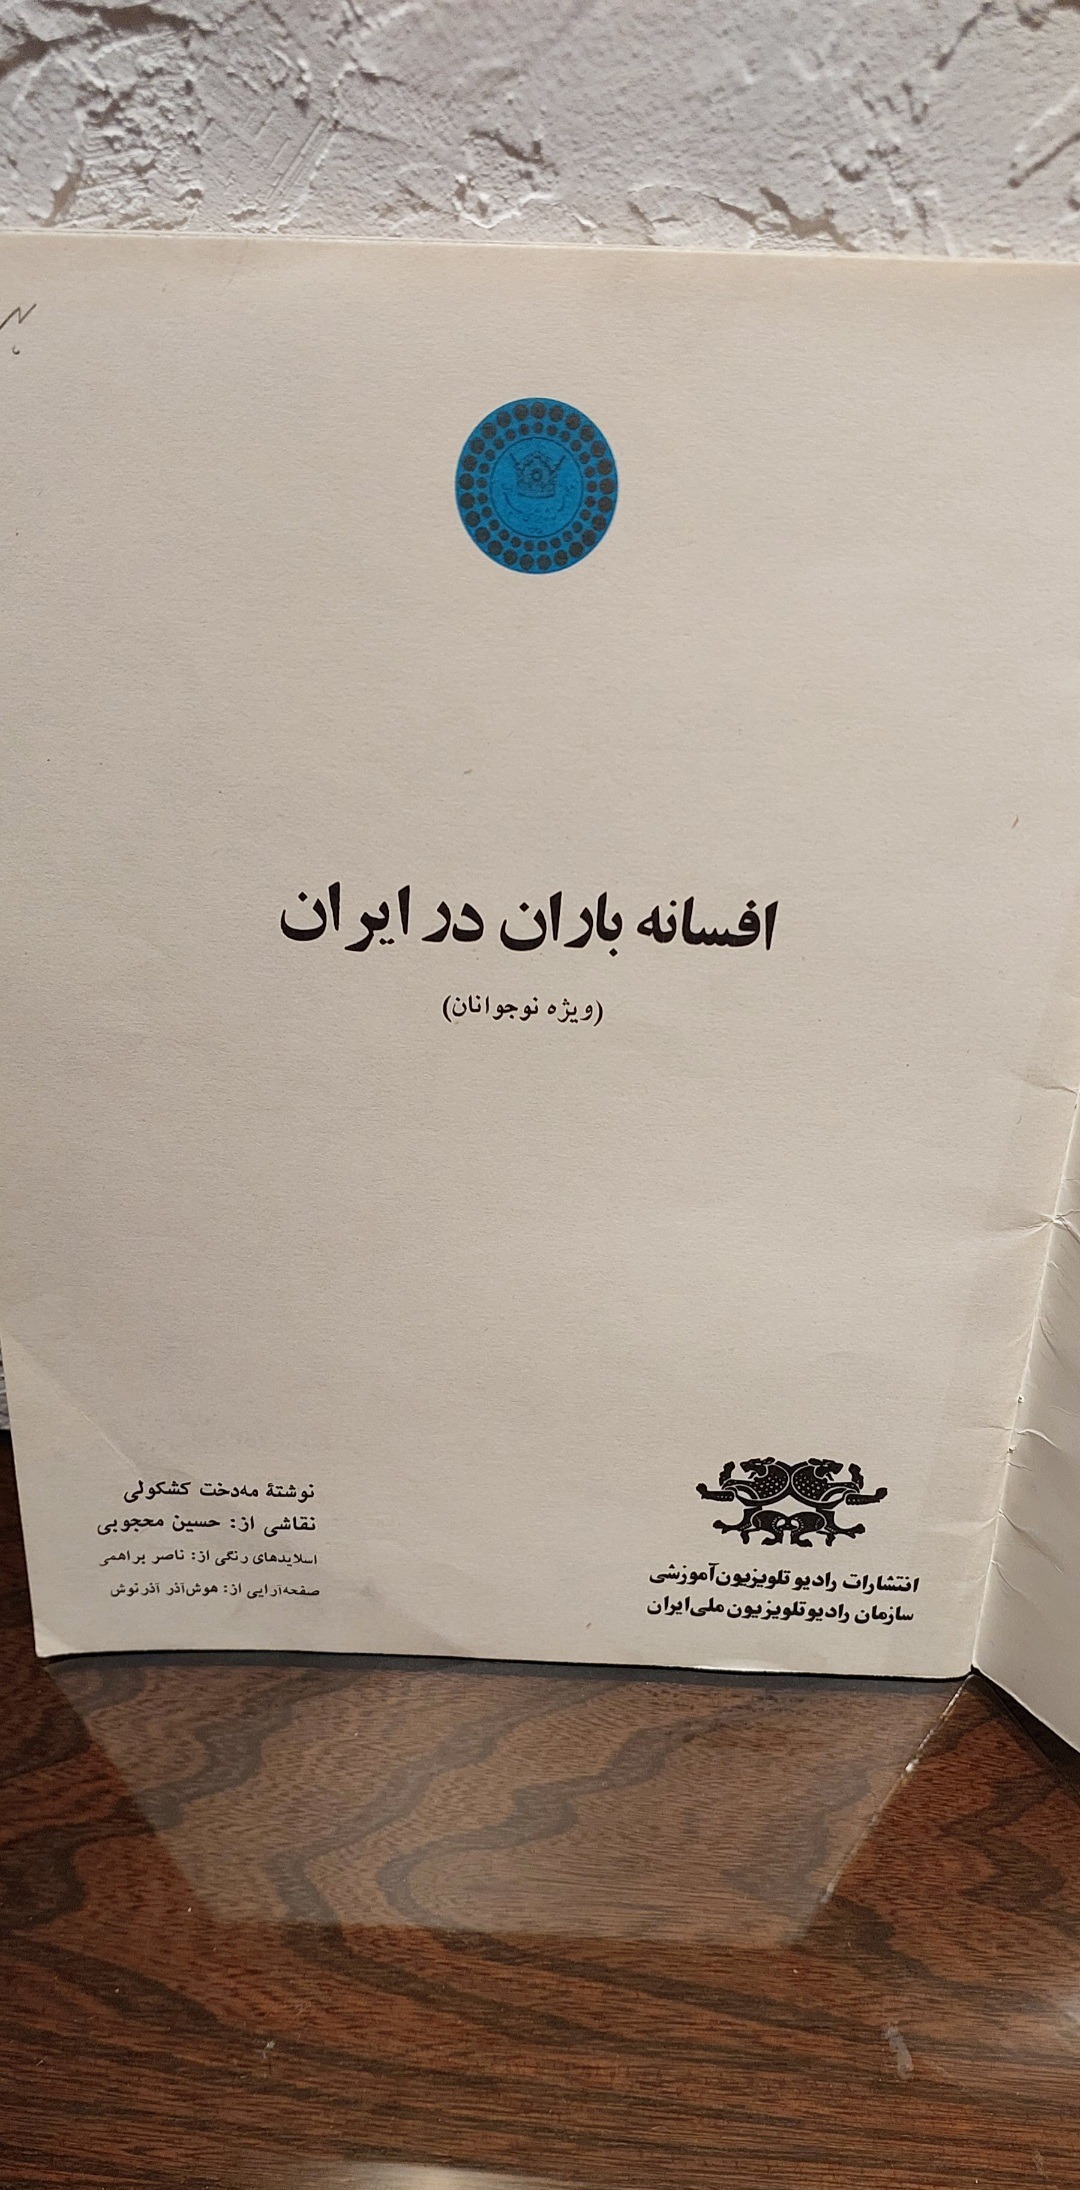 افسانه باران در ایران
(ویژه نوجوانان)
نوشتهٔ مه‌دخت کشکولی
نقاشی از: حسین محجوبی
اسلایدهای رنگی از: ناصر براهمی
صفحه‌آرایی از: هوش‌آذر آذرنوش
انتشارات رادیو تلویزیون آموزشی
سازمان رادیو تلویزیون ملی ایران